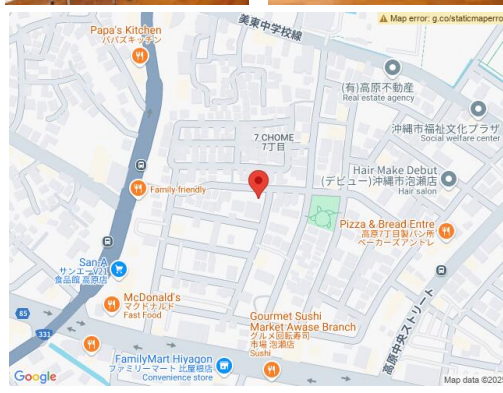 Map error: g.co/staticmaperro
Papa's Kitchen
パパズキッチン
美東中学校線
(有)高原不動産
Real estate agency
沖縄市福祉文化プラザ
Social welfare center
7 CHOME
7丁目
Hair Make Debut
(デビュー)沖縄市泡瀬店
Hair salon
Family-friendly
Pizza & Bread Entre
高原7丁目製パン所
ベーカーズアントレ
San-A
サンエーV21
食品館 高原店
McDonald's
マクドナルド
Fast Food
Gourmet Sushi
Market Awase Branch
グルメ回転寿司
市場 泡瀬店
Sushi
高原中央ストリート
85
331
FamilyMart Hiyagon
ファミリーマート 比屋根店
Convenience store
Google
Map data ©202